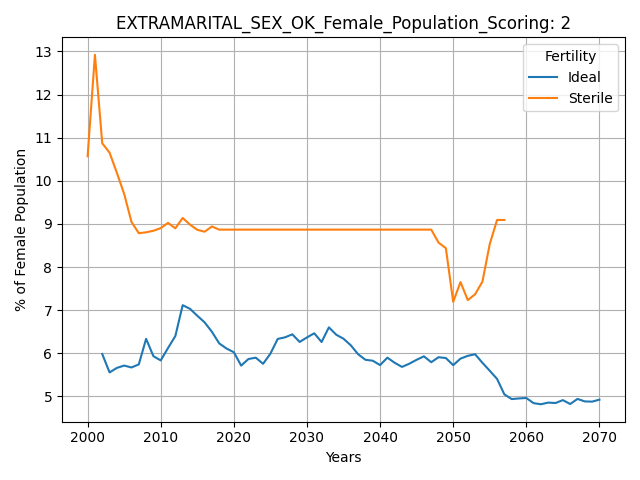 EXTRAMARITAL_SEX_OK_Female_Population_Scoring: 2
% of Female Population
13
12
11
10
9
8
7
6
5
Fertility
Ideal
Sterile
2000 2010 2020 2030 2040 2050 2060 2070
Years